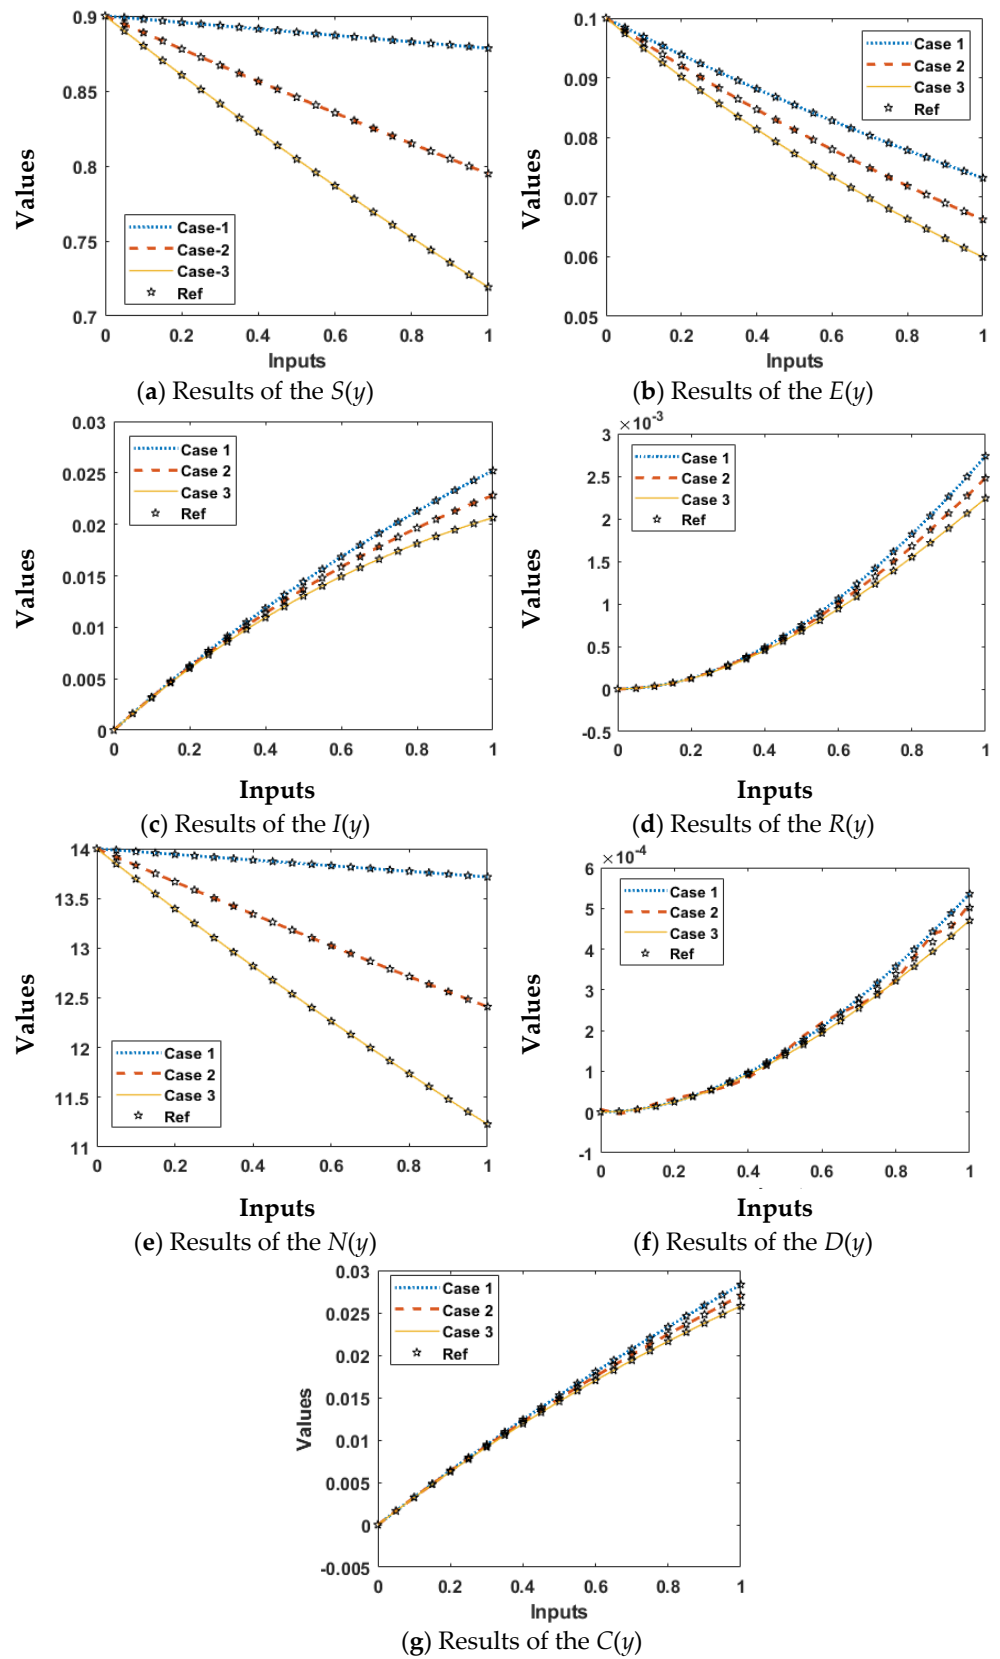 0.9
0.85
0.8
0.75
0.7
Values
Case-1
Case-2
Case-3
Ref
0 0.2 0.4 0.6 0.8 1
Inputs
(a) Results of the S(y)
0.1
0.09
0.08
0.07
0.06
0.05
Values
Case 1
Case 2
Case 3
Ref
0 0.2 0.4 0.6 0.8 1
Inputs
(b) Results of the E(y)
0.03
0.025
0.02
0.015
0.01
0.005
0
Values
Case 1
Case 2
Case 3
Ref
0 0.2 0.4 0.6 0.8 1
Inputs
(c) Results of the I(y)
×10⁻³
3
2.5
2
1.5
1
0.5
0
-0.5
Values
Case 1
Case 2
Case 3
Ref
0 0.2 0.4 0.6 0.8 1
Inputs
(d) Results of the R(y)
14
13.5
13
12.5
12
11.5
11
Values
Case 1
Case 2
Case 3
Ref
0 0.2 0.4 0.6 0.8 1
Inputs
(e) Results of the N(y)
×10⁻⁴
6
5
4
3
2
1
0
-1
Values
Case 1
Case 2
Case 3
Ref
0 0.2 0.4 0.6 0.8 1
Inputs
(f) Results of the D(y)
0.03
0.025
0.02
0.015
0.01
0.005
0
-0.005
Values
Case 1
Case 2
Case 3
Ref
0 0.2 0.4 0.6 0.8 1
Inputs
(g) Results of the C(y)